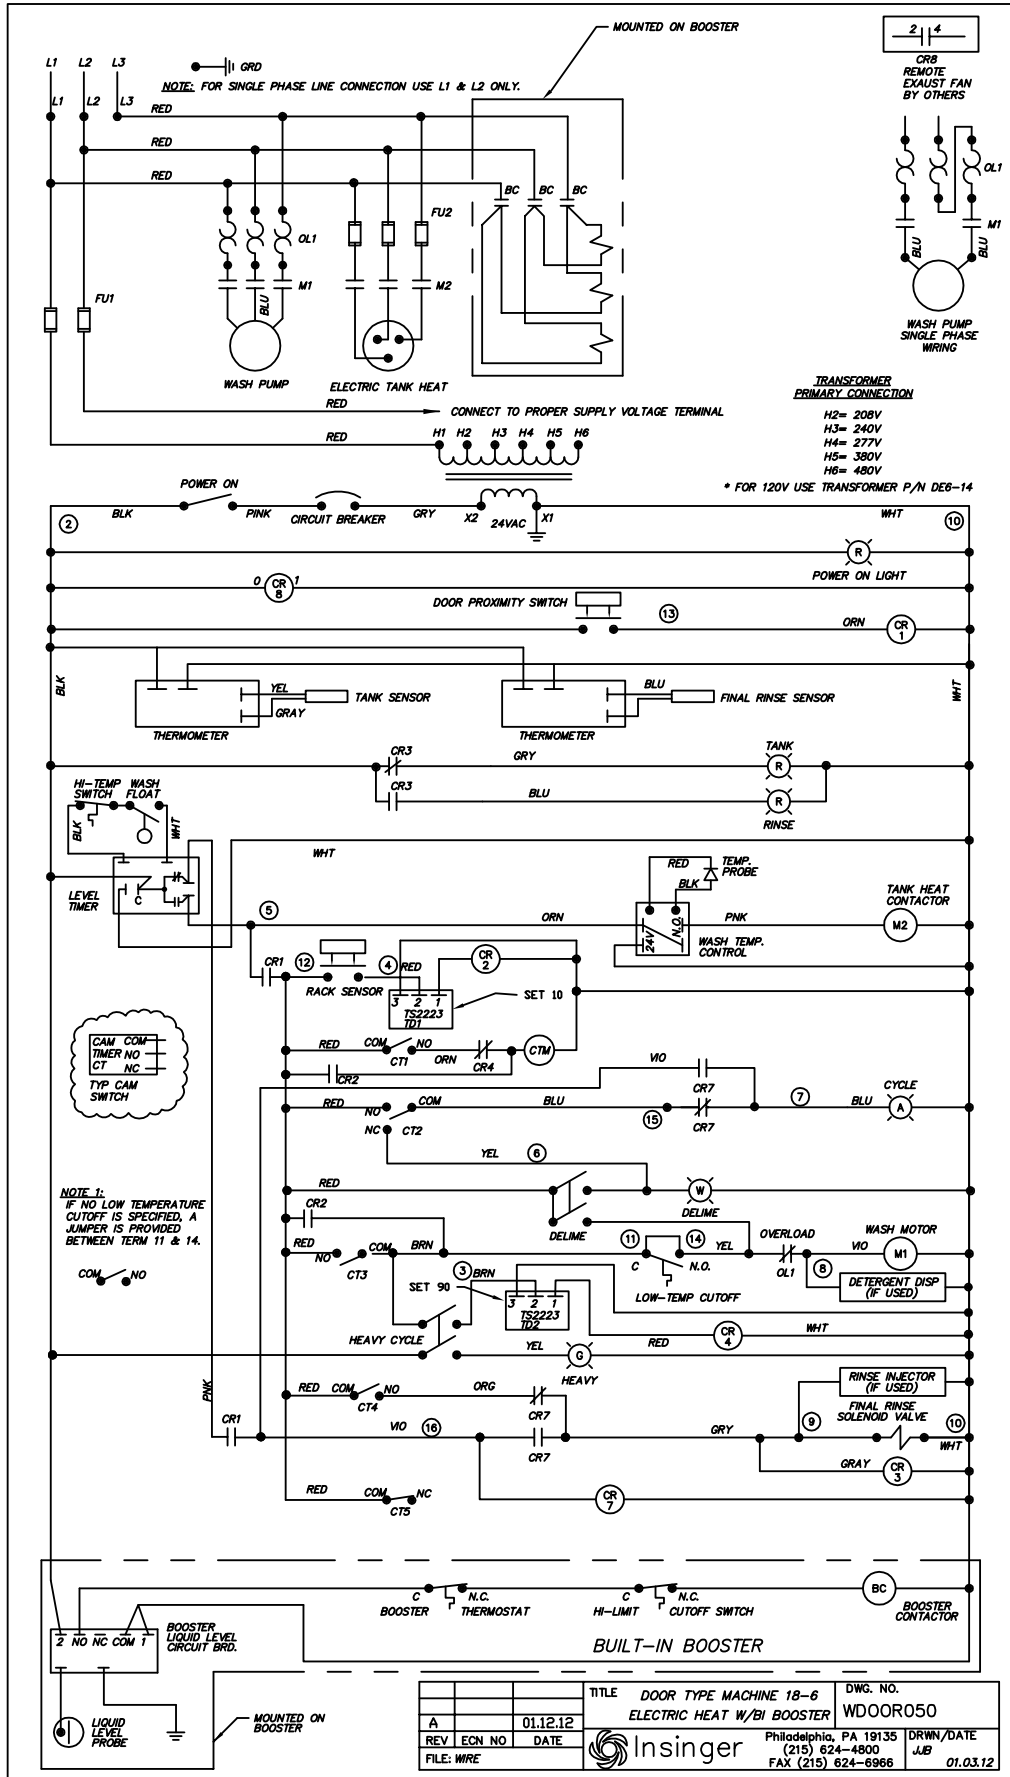 MOUNTED ON BOOSTER
2 4
CR8
REMOTE
EXAUST FAN
BY OTHERS
L1 L2 L3
GRD
NOTE: FOR SINGLE PHASE LINE CONNECTION USE L1 & L2 ONLY.
L1 L2 L3
RED
RED
RED
BC BC BC
FU2
OL1
M1
M2
BLU
FU1
WASH PUMP
ELECTRIC TANK HEAT
OL1
M1
BLU
BLU
WASH PUMP
SINGLE PHASE
WIRING
TRANSFORMER
PRIMARY CONNECTION
H2= 208V
H3= 240V
H4= 277V
H5= 380V
H6= 480V
* FOR 120V USE TRANSFORMER P/N DE6-14
RED
CONNECT TO PROPER SUPPLY VOLTAGE TERMINAL
RED
H1 H2 H3 H4 H5 H6
POWER ON
2
BLK
PINK
CIRCUIT BREAKER
GRY
X2
24VAC
X1
WHT
10
R
POWER ON LIGHT
0
CR
8
1
DOOR PROXIMITY SWITCH
13
ORN
CR
1
BLK
WHT
YEL
GRAY
TANK SENSOR
THERMOMETER
BLU
FINAL RINSE SENSOR
THERMOMETER
CR3
GRY
TANK
R
CR3
BLU
R
RINSE
HI-TEMP WASH
SWITCH FLOAT
BLK
WHT
WHT
LEVEL
TIMER
C
5
ORN
RED
BLK
TEMP.
PROBE
24V
N.O.
PNK
WASH TEMP.
CONTROL
TANK HEAT
CONTACTOR
M2
CR1
12
RACK SENSOR
4
RED
CR
2
3 2 1
TS2223
TD1
SET 10
CAM COM
TIMER NO
CT NC
TYP CAM
SWITCH
RED
COM
NO
CT1
ORN
CR4
CTM
CR2
VIO
CR7
RED
NO
COM
BLU
15
CR7
7
BLU
CYCLE
A
NC
CT2
YEL
6
NOTE 1:
IF NO LOW TEMPERATURE
CUTOFF IS SPECIFIED, A
JUMPER IS PROVIDED
BETWEEN TERM 11 & 14.
COM NO
RED
W
DELIME
CR2
DELIME
RED
NO
COM
CT3
BRN
11
14
C
N.O.
YEL
LOW-TEMP CUTOFF
OVERLOAD
OL1
8
VIO
WASH MOTOR
M1
DETERGENT DISP
(IF USED)
SET 90
3
BRN
3 2 1
TS2223
TD2
HEAVY CYCLE
YEL
G
HEAVY
RED
CR
4
WHT
PNK
RED
COM
NO
CT4
ORG
CR7
RINSE INJECTOR
(IF USED)
CR1
VIO
16
CR7
GRY
9
FINAL RINSE
SOLENOID VALVE
10
WHT
GRAY
CR
3
RED
COM
NC
CT5
CR
7
C
N.C.
BOOSTER THERMOSTAT
C
N.C.
HI-LIMIT CUTOFF SWITCH
BC
BOOSTER
CONTACTOR
2 NO NC COM 1
BOOSTER
LIQUID LEVEL
CIRCUIT BRD.
BUILT-IN BOOSTER
LIQUID
LEVEL
PROBE
MOUNTED ON
BOOSTER
TITLE
DOOR TYPE MACHINE 18-6
ELECTRIC HEAT W/BI BOOSTER
DWG. NO.
WDOOR050
A 01.12.12
REV ECN NO DATE
FILE: WIRE
Insinger
Philadelphia, PA 19135
(215) 624-4800
FAX (215) 624-6966
DRWN/DATE
JJB
01.03.12